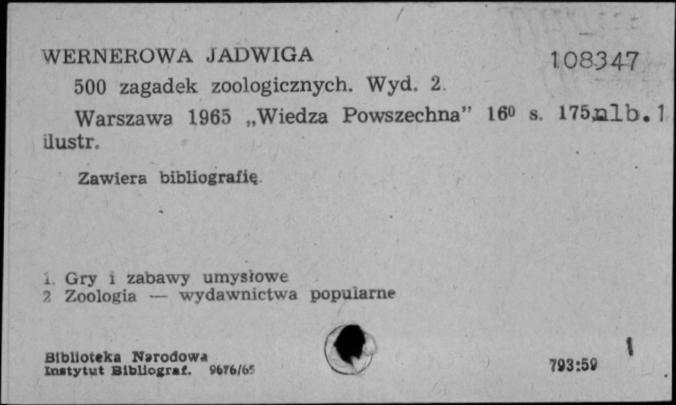 WERNEROWA JADWIGA 108347
500 zagadek zoologicznych. Wyd. 2.
Warszawa 1965 „Wiedza Powszechna” 16⁰ s. 175,nlb.1
ilustr.
Zawiera bibliografię.
1. Gry i zabawy umysłowe
2 Zoologia — wydawnictwa popularne
1
Biblioteka Narodowa
Instytut Bibliograf. 9676/65 793:59